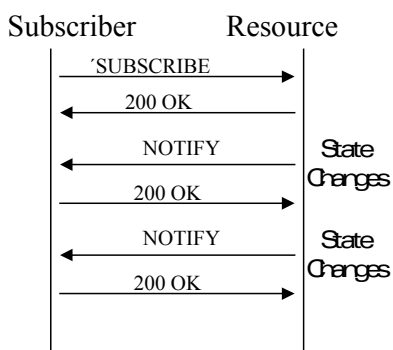 Subscriber Resource
´SUBSCRIBE
200 OK
NOTIFY
State
Changes
200 OK
NOTIFY
State
Changes
200 OK